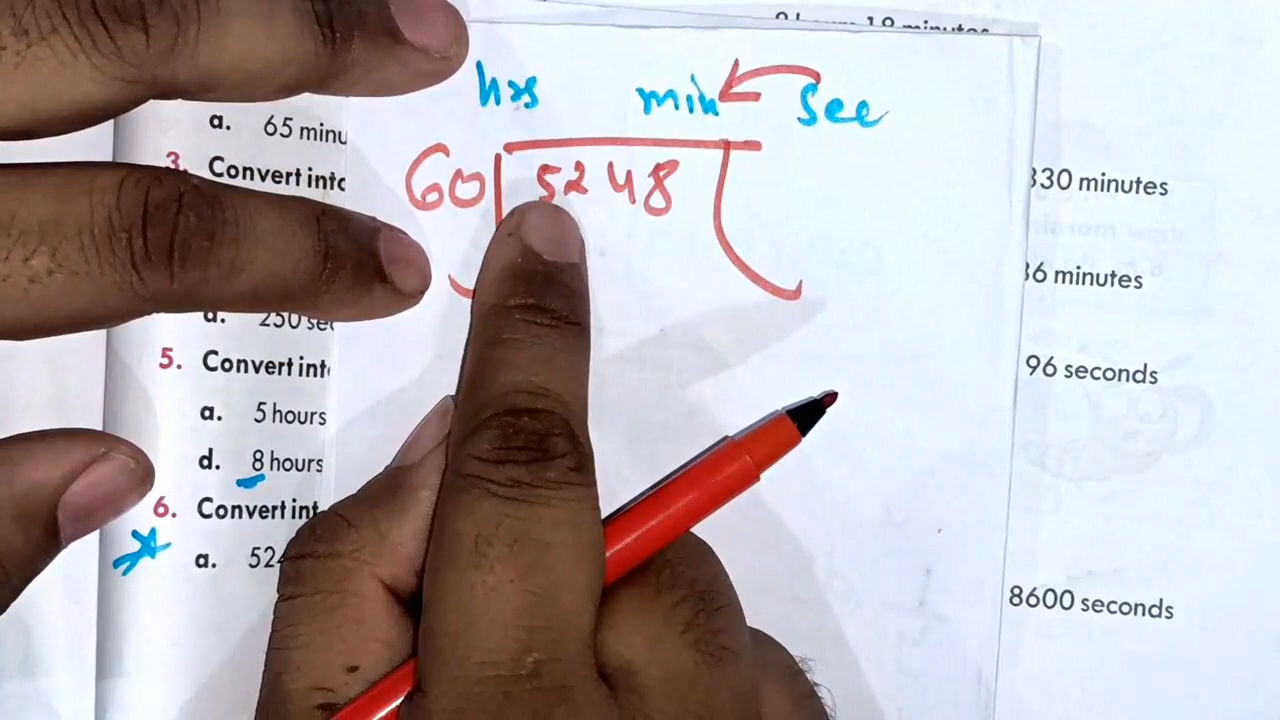 hrs min sec
a. 65 minu
3. Convert into
60 5248
330 minutes
36 minutes
d. 250 sec
5. Convert int
96 seconds
a. 5 hours
d. 8 hours
6. Convert int
a. 524
8600 seconds